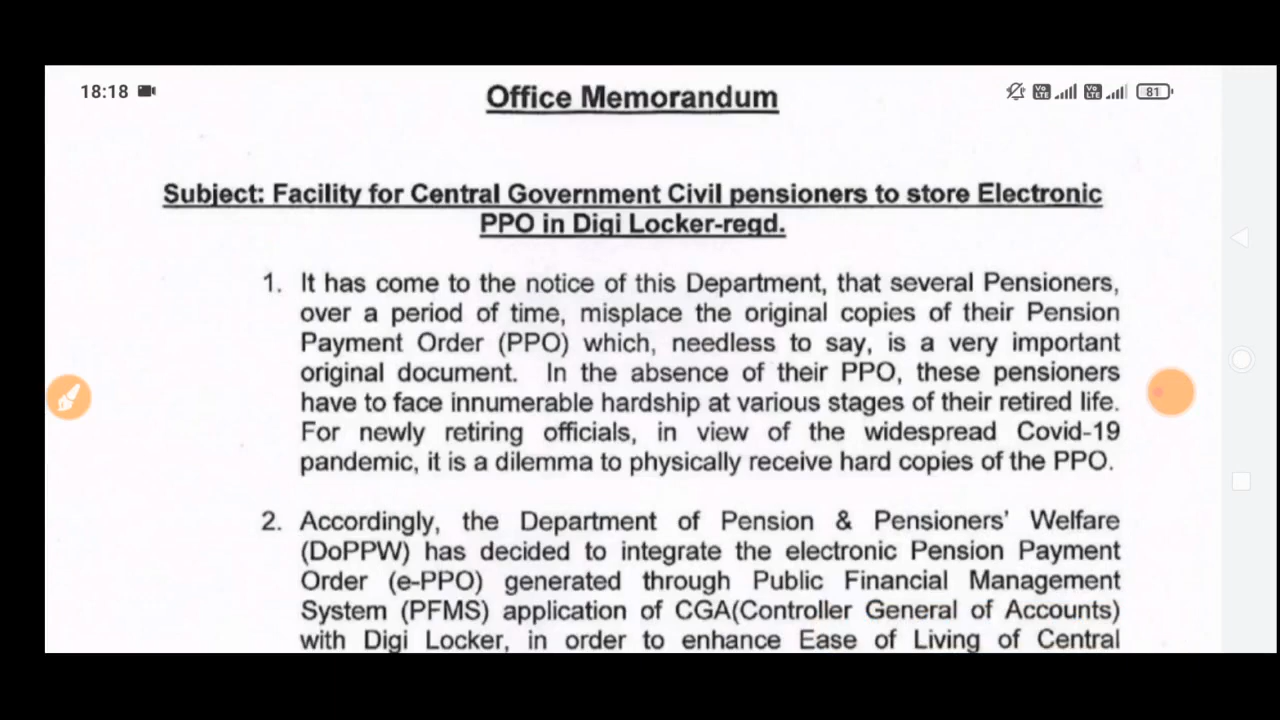 18:18
Vo LTE Vo LTE 81
Office Memorandum
Subject: Facility for Central Government Civil pensioners to store Electronic
PPO in Digi Locker-regd.
1. It has come to the notice of this Department, that several Pensioners,
over a period of time, misplace the original copies of their Pension
Payment Order (PPO) which, needless to say, is a very important
original document. In the absence of their PPO, these pensioners
have to face innumerable hardship at various stages of their retired life.
For newly retiring officials, in view of the widespread Covid-19
pandemic, it is a dilemma to physically receive hard copies of the PPO.
2. Accordingly, the Department of Pension & Pensioners' Welfare
(DoPPW) has decided to integrate the electronic Pension Payment
Order (e-PPO) generated through Public Financial Management
System (PFMS) application of CGA(Controller General of Accounts)
with Digi Locker, in order to enhance Ease of Living of Central